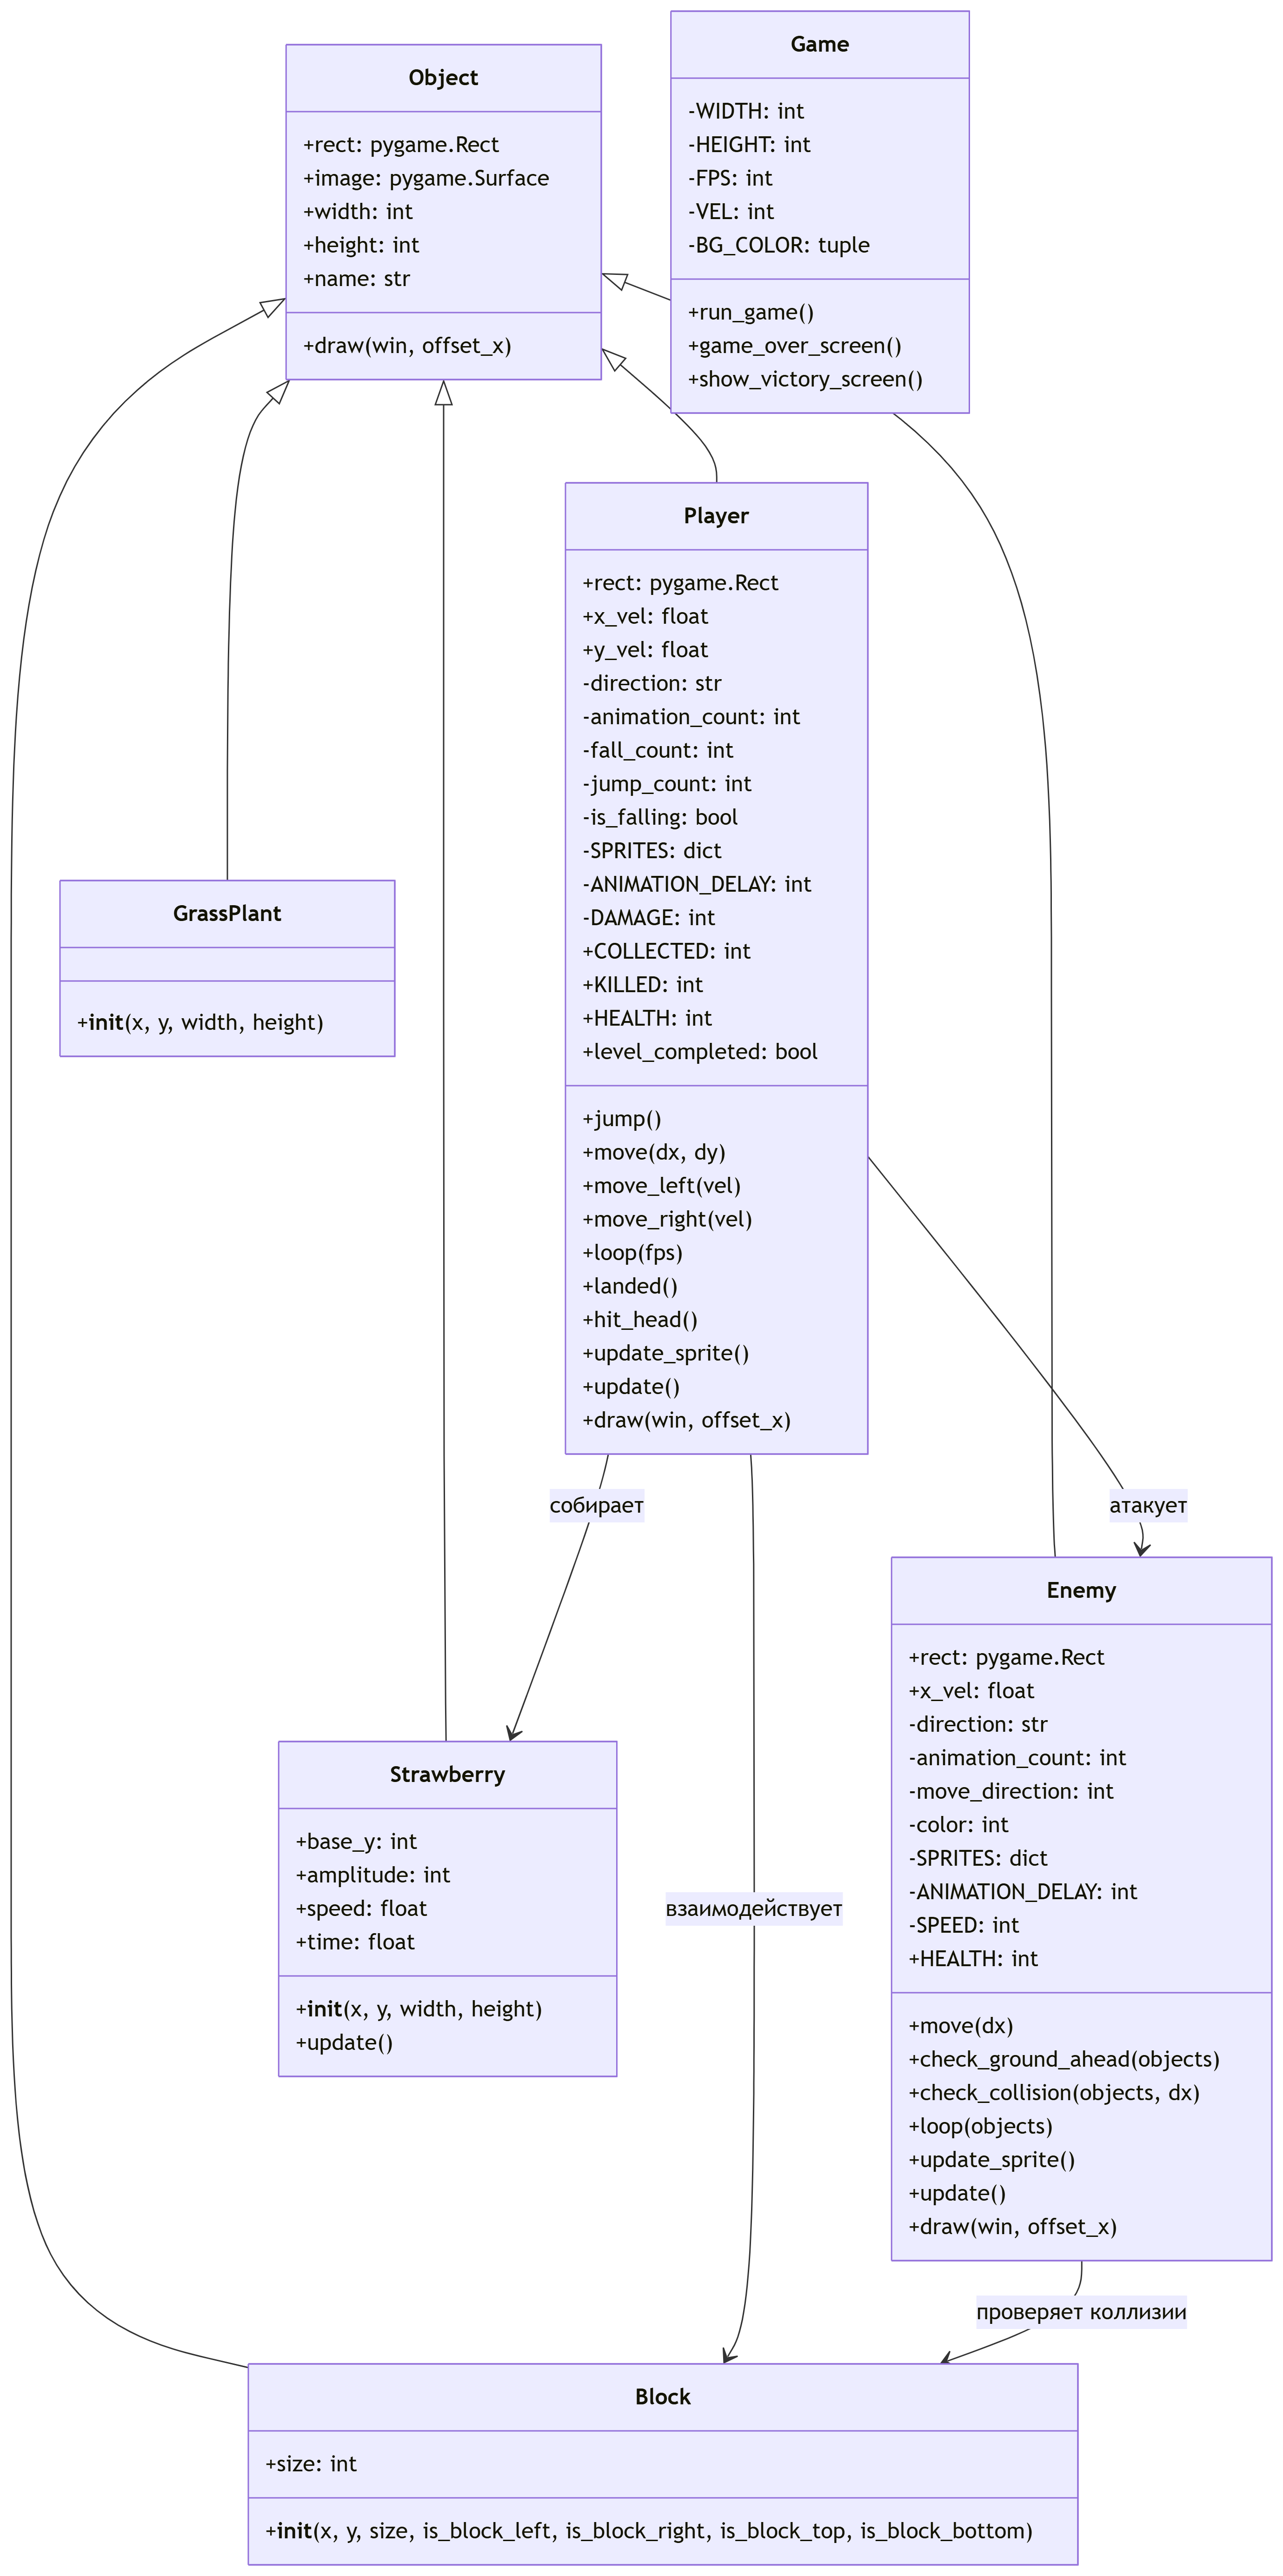 Object
+rect: pygame.Rect
+image: pygame.Surface
+width: int
+height: int
+name: str
+draw(win, offset_x)
Game
-WIDTH: int
-HEIGHT: int
-FPS: int
-VEL: int
-BG_COLOR: tuple
+run_game()
+game_over_screen()
+show_victory_screen()
Player
+rect: pygame.Rect
+x_vel: float
+y_vel: float
-direction: str
-animation_count: int
-fall_count: int
-jump_count: int
-is_falling: bool
-SPRITES: dict
-ANIMATION_DELAY: int
-DAMAGE: int
+COLLECTED: int
+KILLED: int
+HEALTH: int
+level_completed: bool
+jump()
+move(dx, dy)
+move_left(vel)
+move_right(vel)
+loop(fps)
+landed()
+hit_head()
+update_sprite()
+update()
+draw(win, offset_x)
GrassPlant
+init(x, y, width, height)
собирает
атакует
взаимодействует
Strawberry
+base_y: int
+amplitude: int
+speed: float
+time: float
+init(x, y, width, height)
+update()
Enemy
+rect: pygame.Rect
+x_vel: float
-direction: str
-animation_count: int
-move_direction: int
-color: int
-SPRITES: dict
-ANIMATION_DELAY: int
-SPEED: int
+HEALTH: int
+move(dx)
+check_ground_ahead(objects)
+check_collision(objects, dx)
+loop(objects)
+update_sprite()
+update()
+draw(win, offset_x)
проверяет коллизии
Block
+size: int
+init(x, y, size, is_block_left, is_block_right, is_block_top, is_block_bottom)